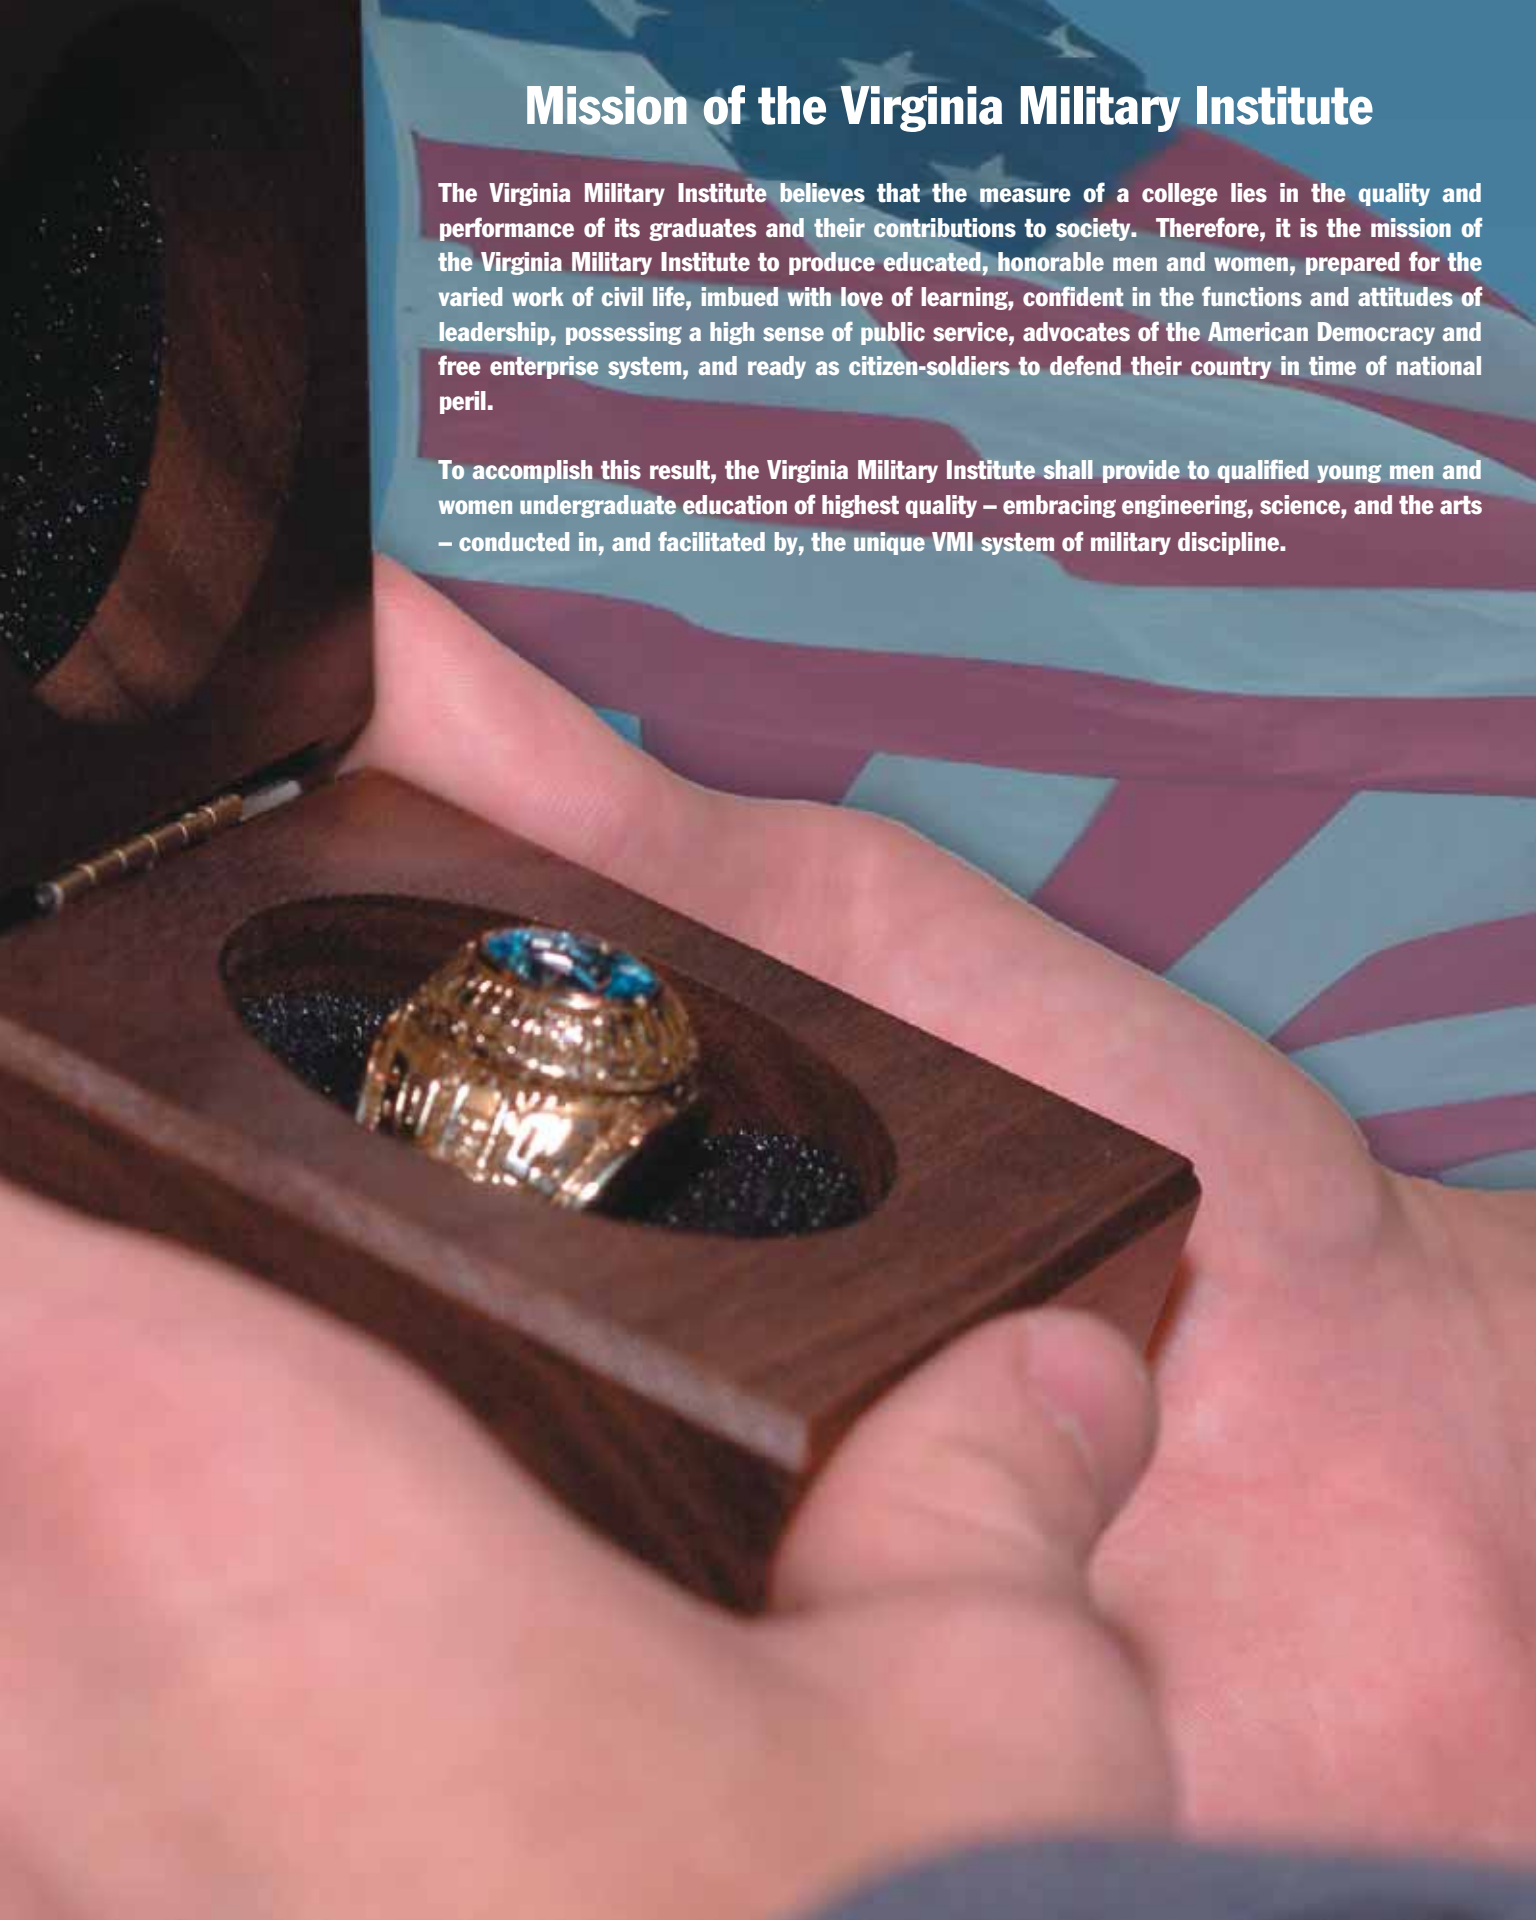 Mission of the Virginia Military Institute
The Virginia Military Institute believes that the measure of a college lies in the quality and
performance of its graduates and their contributions to society. Therefore, it is the mission of
the Virginia Military Institute to produce educated, honorable men and women, prepared for the
varied work of civil life, imbued with love of learning, confident in the functions and attitudes of
leadership, possessing a high sense of public service, advocates of the American Democracy and
free enterprise system, and ready as citizen-soldiers to defend their country in time of national
peril.
To accomplish this result, the Virginia Military Institute shall provide to qualified young men and
women undergraduate education of highest quality – embracing engineering, science, and the arts
– conducted in, and facilitated by, the unique VMI system of military discipline.